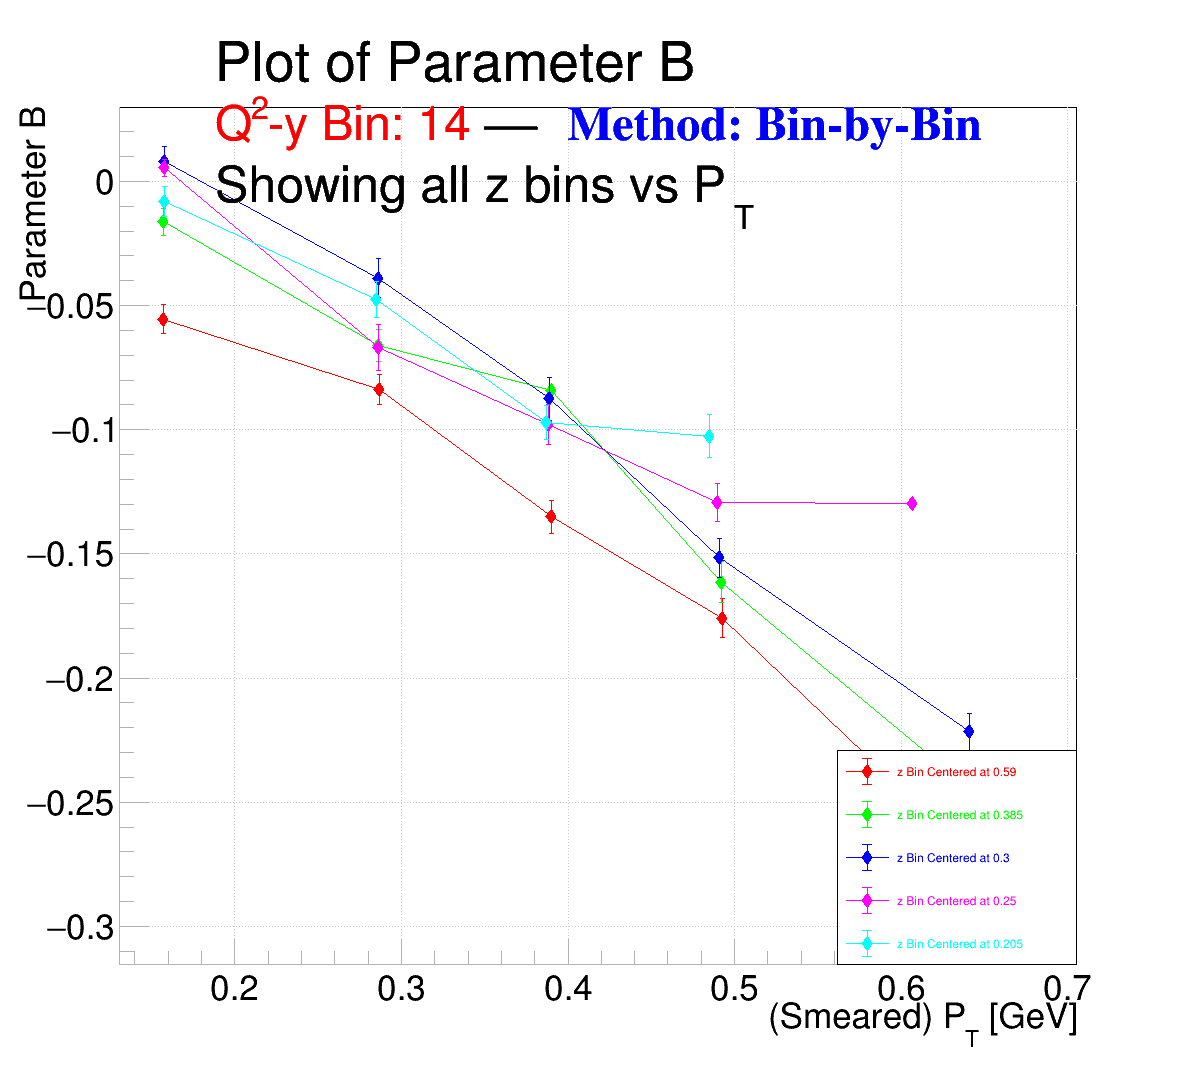 Plot of Parameter B
Q²-y Bin: 14 — Method: Bin-by-Bin
Showing all z bins vs P_T
Parameter B
0
−0.05
−0.1
−0.15
−0.2
−0.25
−0.3
z Bin Centered at 0.59
z Bin Centered at 0.385
z Bin Centered at 0.3
z Bin Centered at 0.25
z Bin Centered at 0.205
0.2 0.3 0.4 0.5 0.6 0.7
(Smeared) P_T [GeV]